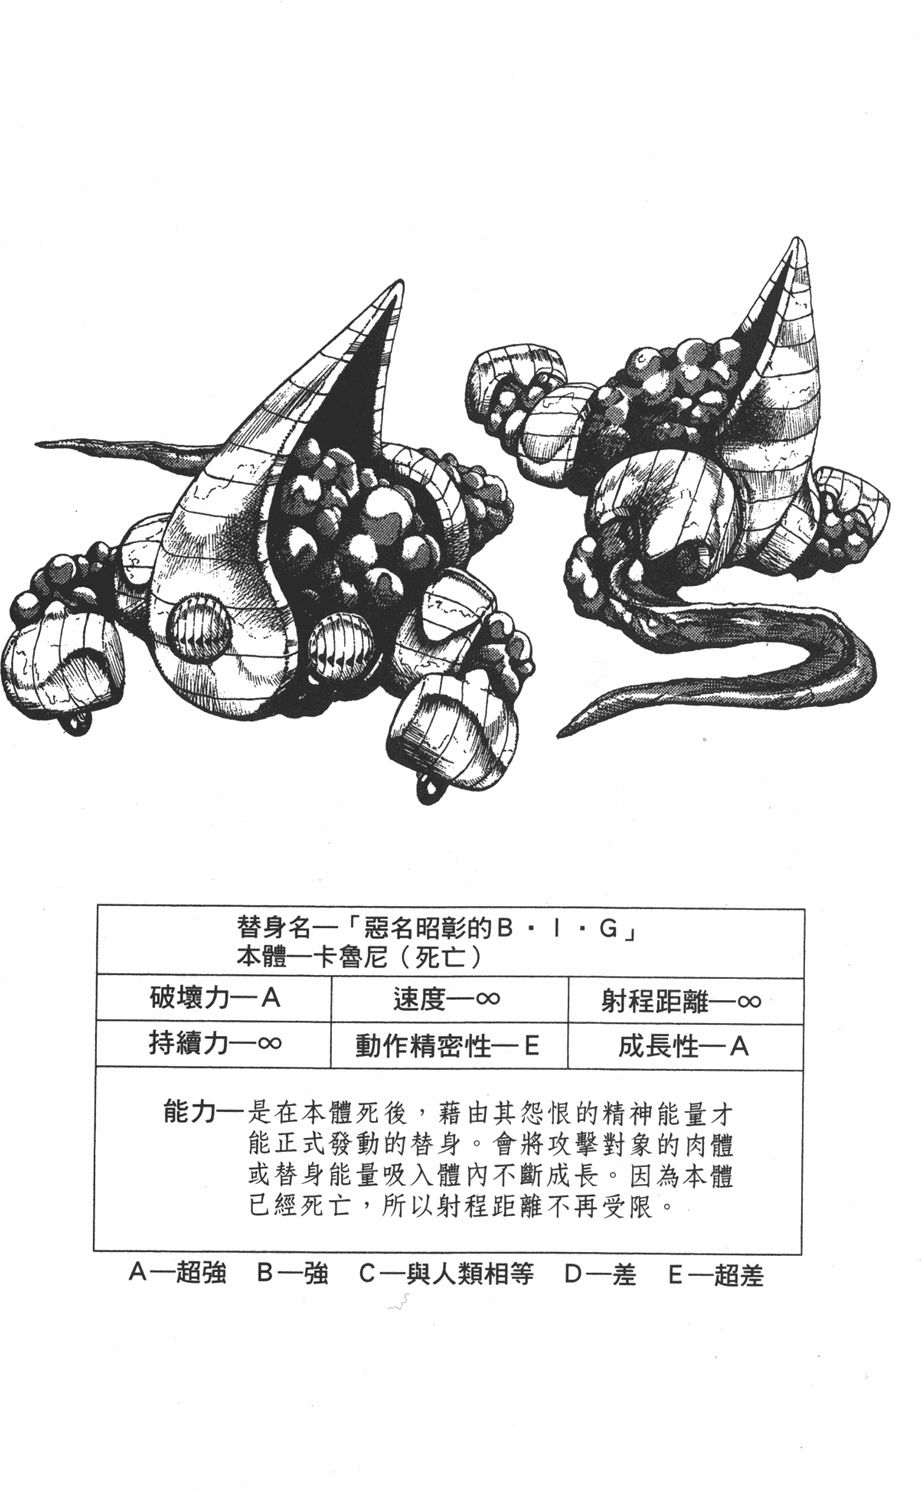 替身名—「惡名昭彰的B・I・G」
本體—卡魯尼（死亡）
破壞力—A
速度—∞
射程距離—∞
持續力—∞
動作精密性—E
成長性—A
能力—是在本體死後，藉由其怨恨的精神能量才
能正式發動的替身。會將攻擊對象的肉體
或替身能量吸入體內不斷成長。因為本體
已經死亡，所以射程距離不再受限。
A—超強　B—強　C—與人類相等　D—差　E—超差